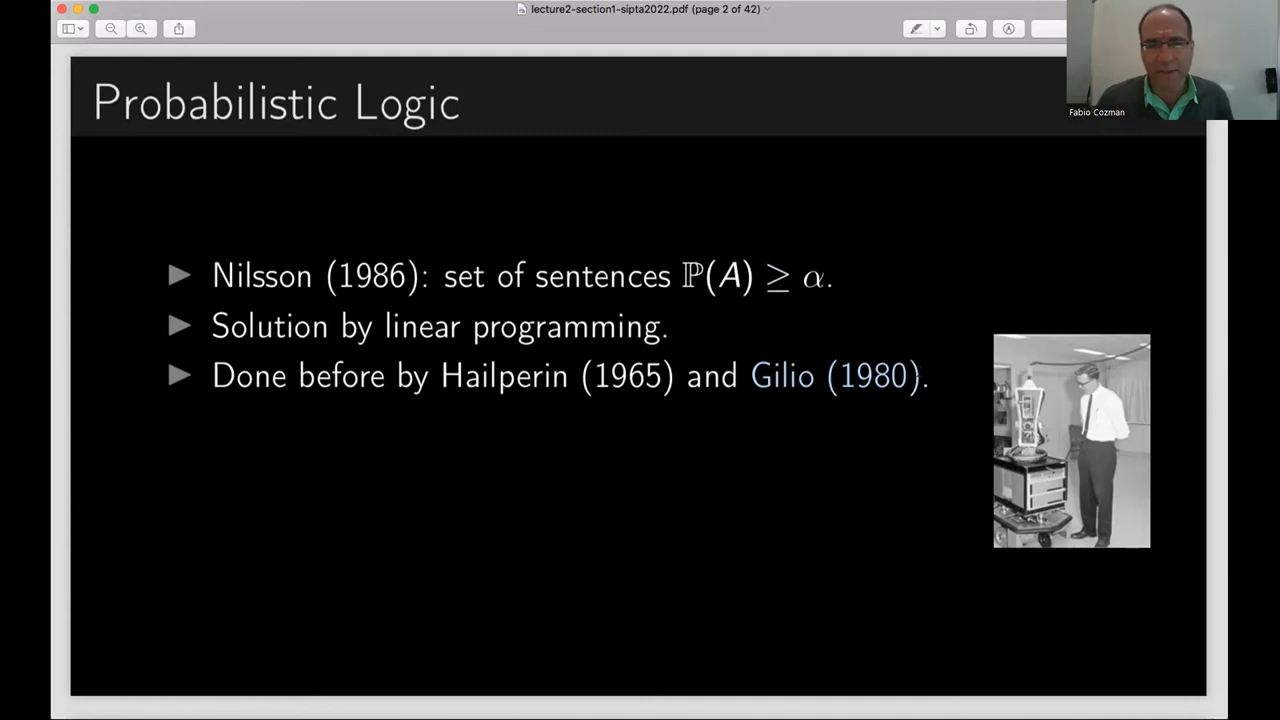 lecture2-section1-sipta2022.pdf (page 2 of 42)
Fabio Cozman
Probabilistic Logic
Nilsson (1986): set of sentences ℙ(A) ≥ α.
Solution by linear programming.
Done before by Hailperin (1965) and Gilio (1980).